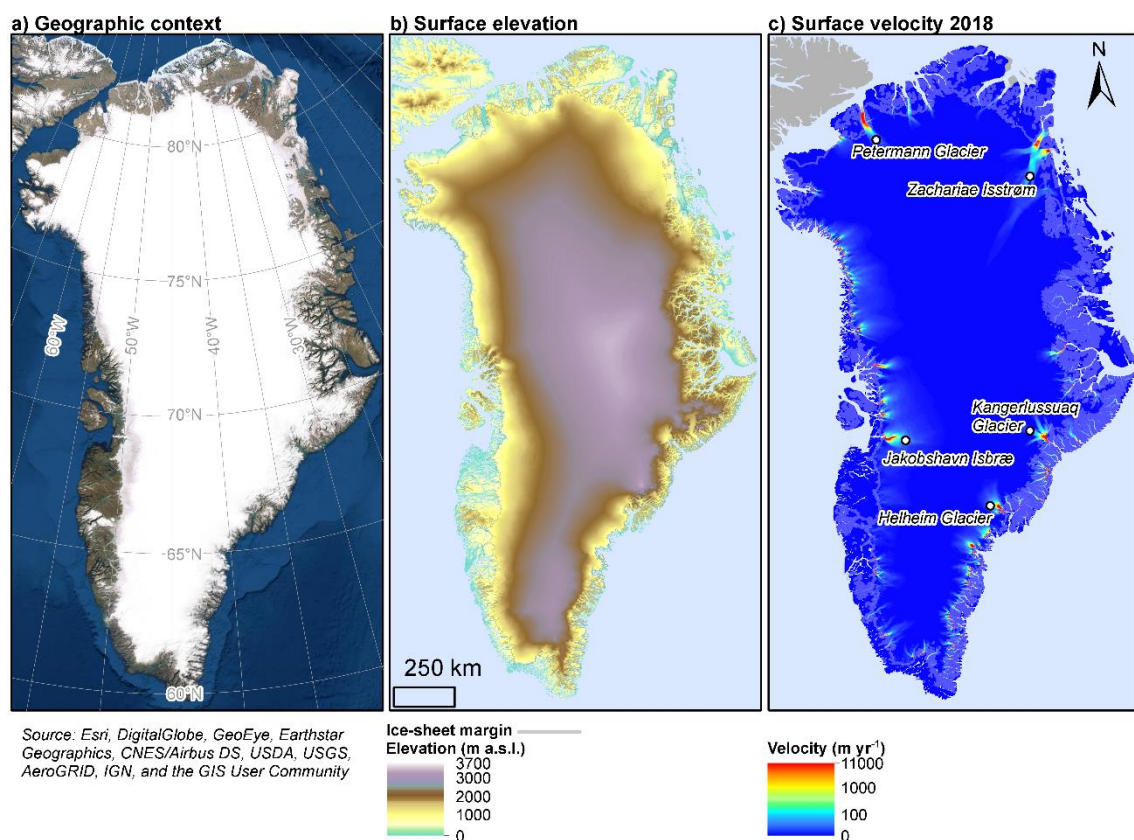 a) Geographic context
80°N
75°N
60°W
50°W
40°W
30°W
70°N
65°N
60°N
Source: Esri, DigitalGlobe, GeoEye, Earthstar
Geographics, CNES/Airbus DS, USDA, USGS,
AeroGRID, IGN, and the GIS User Community
b) Surface elevation
250 km
Ice-sheet margin
Elevation (m a.s.l.)
3700
3000
2000
1000
0
c) Surface velocity 2018
N
Petermann Glacier
Zachariae Isstrøm
Kangerlussuaq
Glacier
Jakobshavn Isbræ
Helheim Glacier
Velocity (m yr⁻¹)
11000
1000
100
0